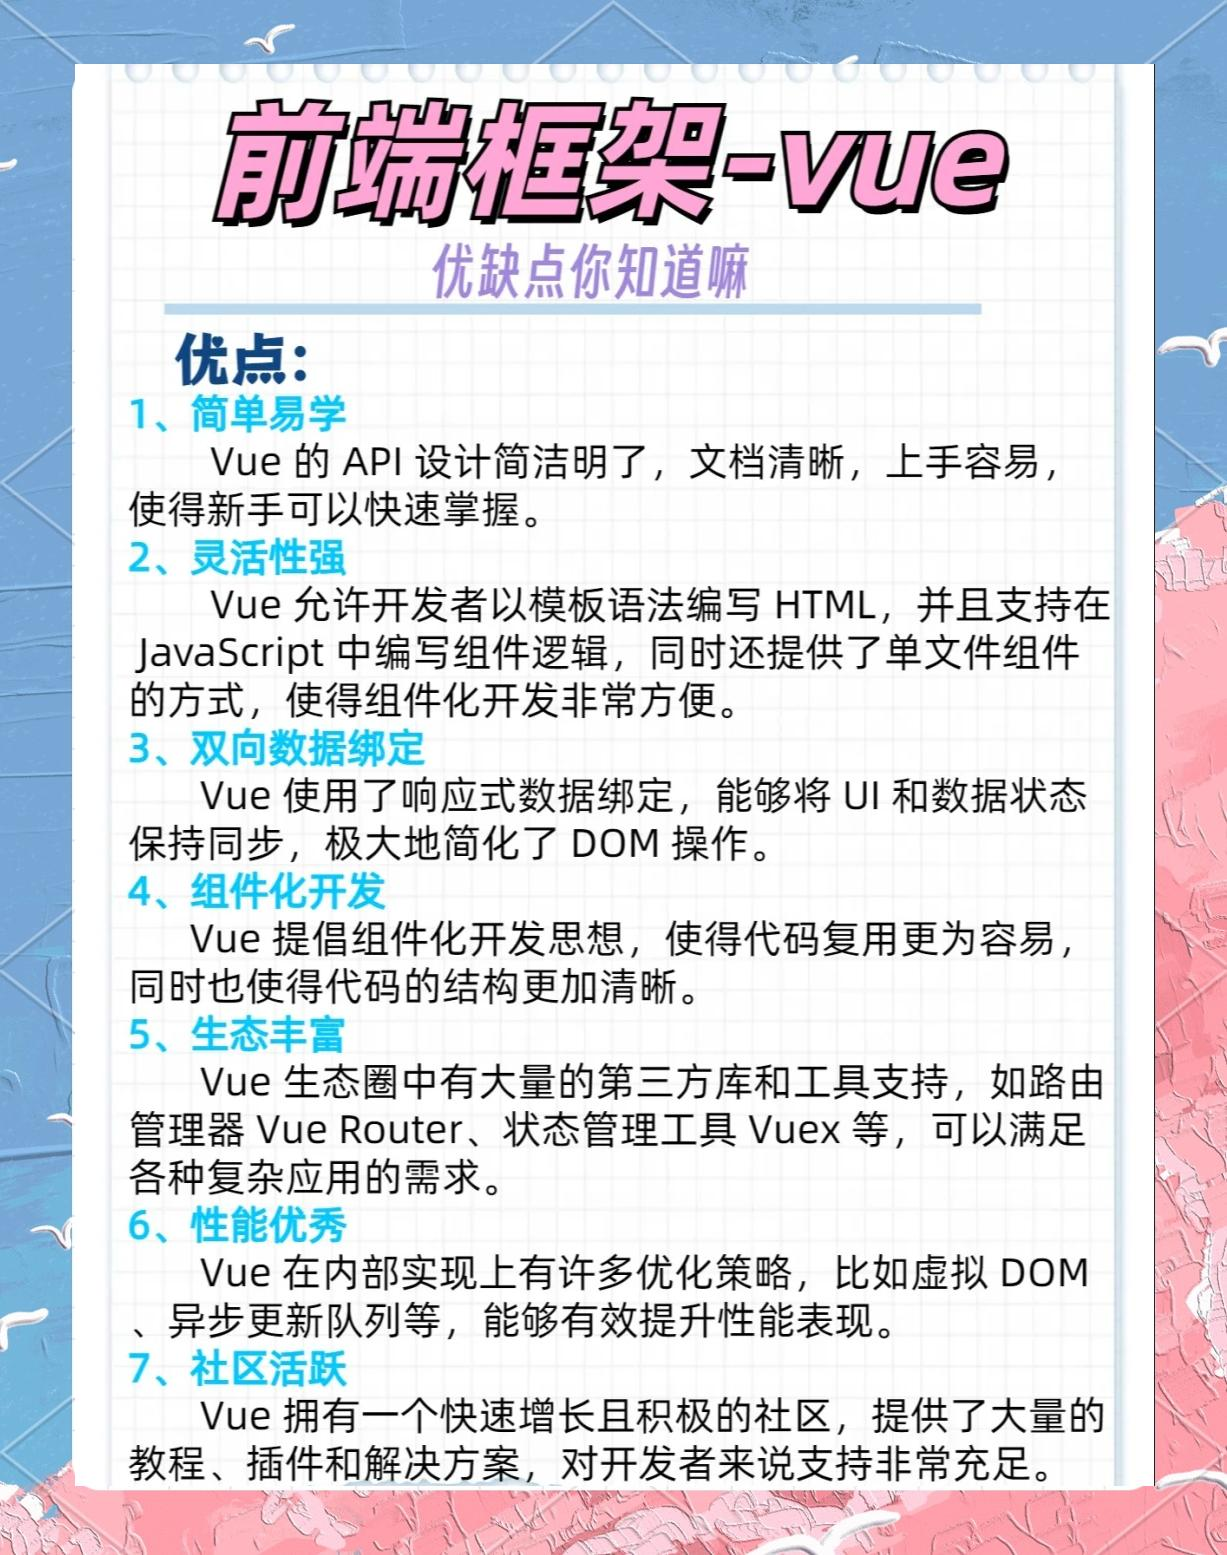 前端框架-vue
优缺点你知道嘛
优点：
1、简单易学
Vue 的 API 设计简洁明了，文档清晰，上手容易，
使得新手可以快速掌握。
2、灵活性强
Vue 允许开发者以模板语法编写 HTML，并且支持在
JavaScript 中编写组件逻辑，同时还提供了单文件组件
的方式，使得组件化开发非常方便。
3、双向数据绑定
Vue 使用了响应式数据绑定，能够将 UI 和数据状态
保持同步，极大地简化了 DOM 操作。
4、组件化开发
Vue 提倡组件化开发思想，使得代码复用更为容易，
同时也使得代码的结构更加清晰。
5、生态丰富
Vue 生态圈中有大量的第三方库和工具支持，如路由
管理器 Vue Router、状态管理工具 Vuex 等，可以满足
各种复杂应用的需求。
6、性能优秀
Vue 在内部实现上有许多优化策略，比如虚拟 DOM
、异步更新队列等，能够有效提升性能表现。
7、社区活跃
Vue 拥有一个快速增长且积极的社区，提供了大量的
教程、插件和解决方案，对开发者来说支持非常充足。